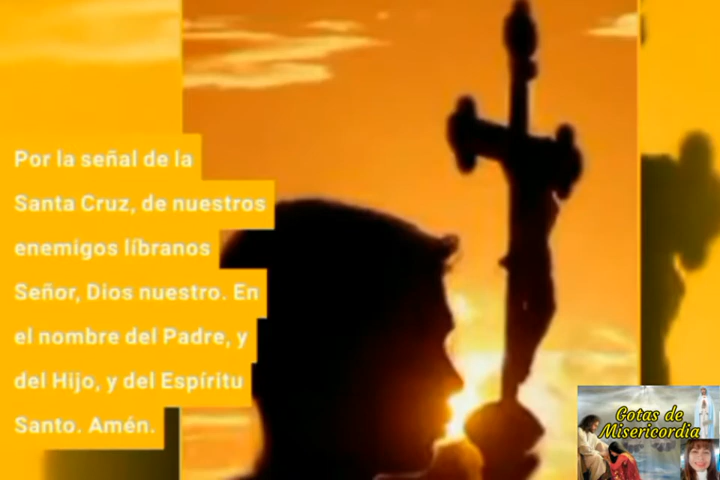 Por la señal de la
Santa Cruz, de nuestros
enemigos líbranos
Señor, Dios nuestro. En
el nombre del Padre, y
del Hijo, y del Espíritu
Santo. Amén.
Gotas de
Misericordia